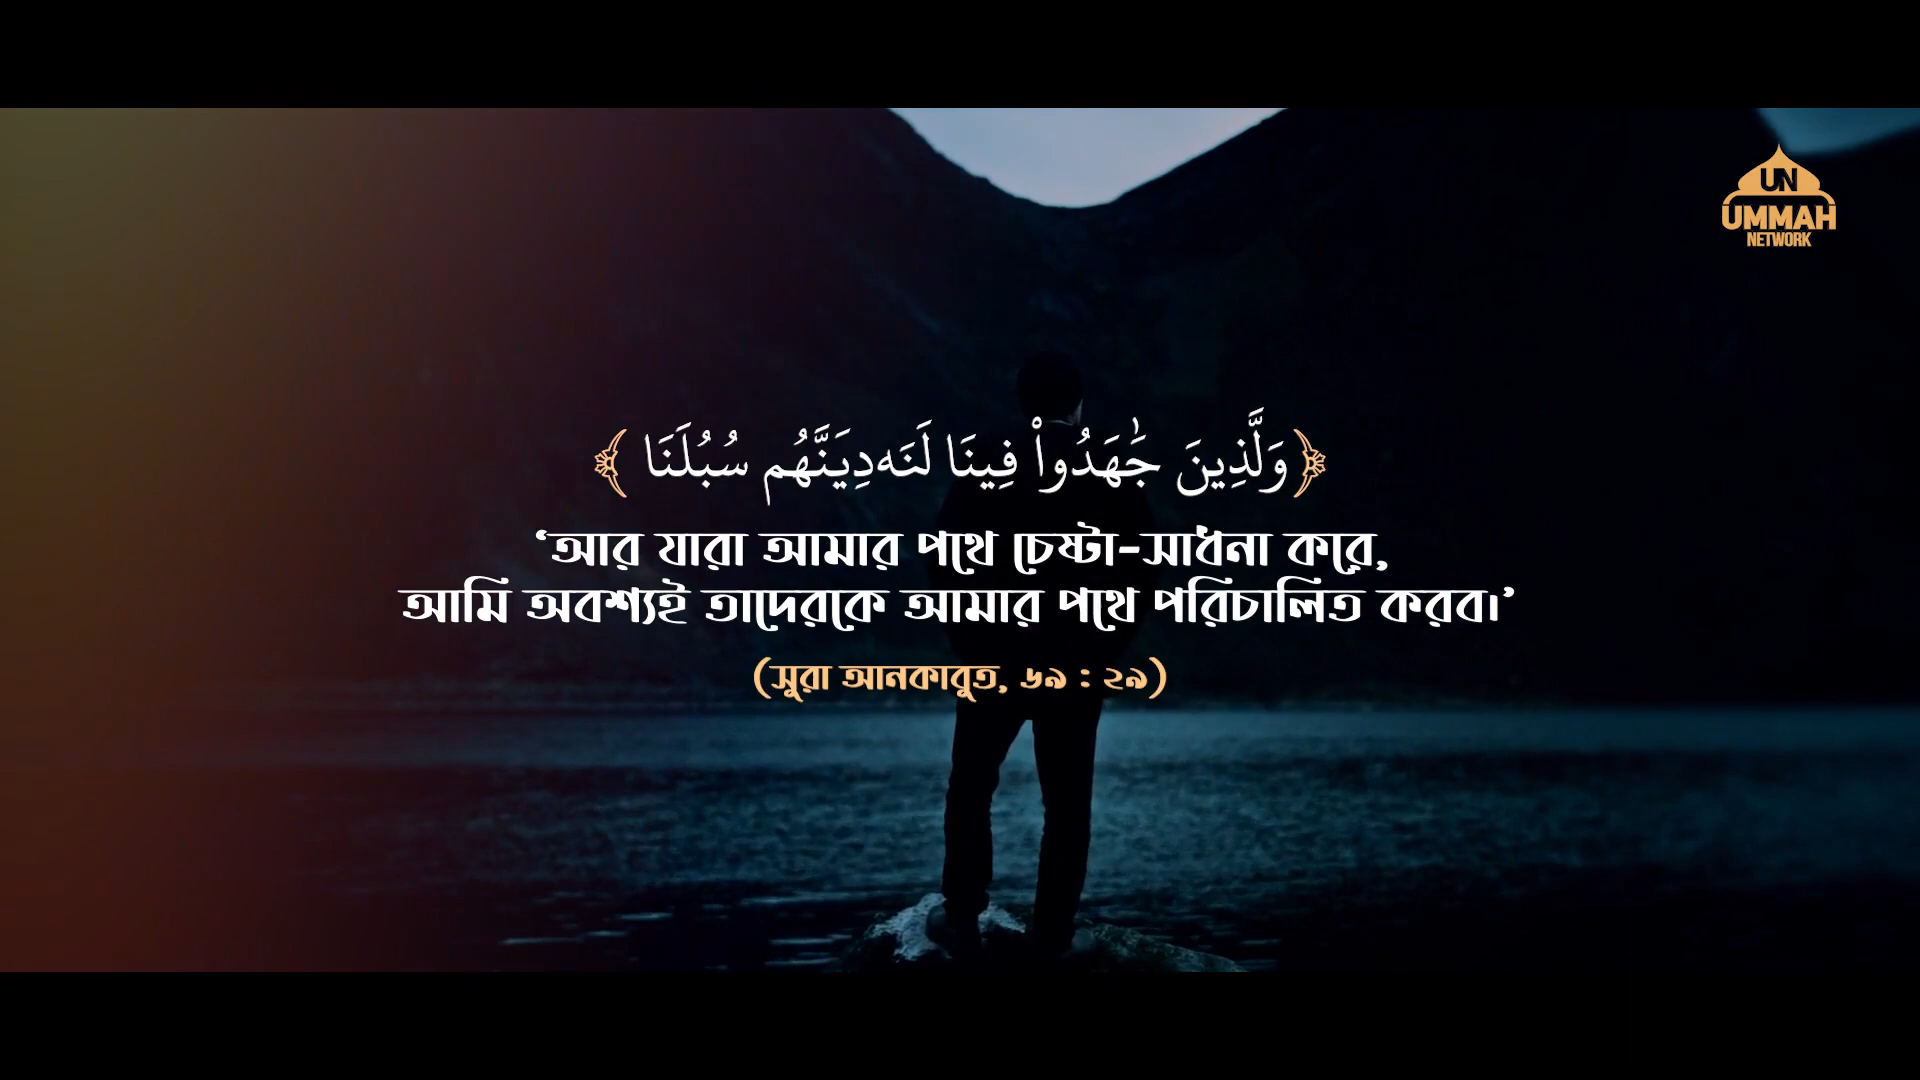 UN
UMMAH
NETWORK
﴿وَلَّذِينَ جَٰهَدُوا۟ فِينَا لَنَهدِيَنَّهُم سُبُلَنَا ﴾
‘আর যারা আমার পথে চেষ্টা-সাধনা করে,
আমি অবশ্যই তাদেরকে আমার পথে পরিচালিত করব।’
(সুরা আনকাবুত, ৬৯ : ২৯)